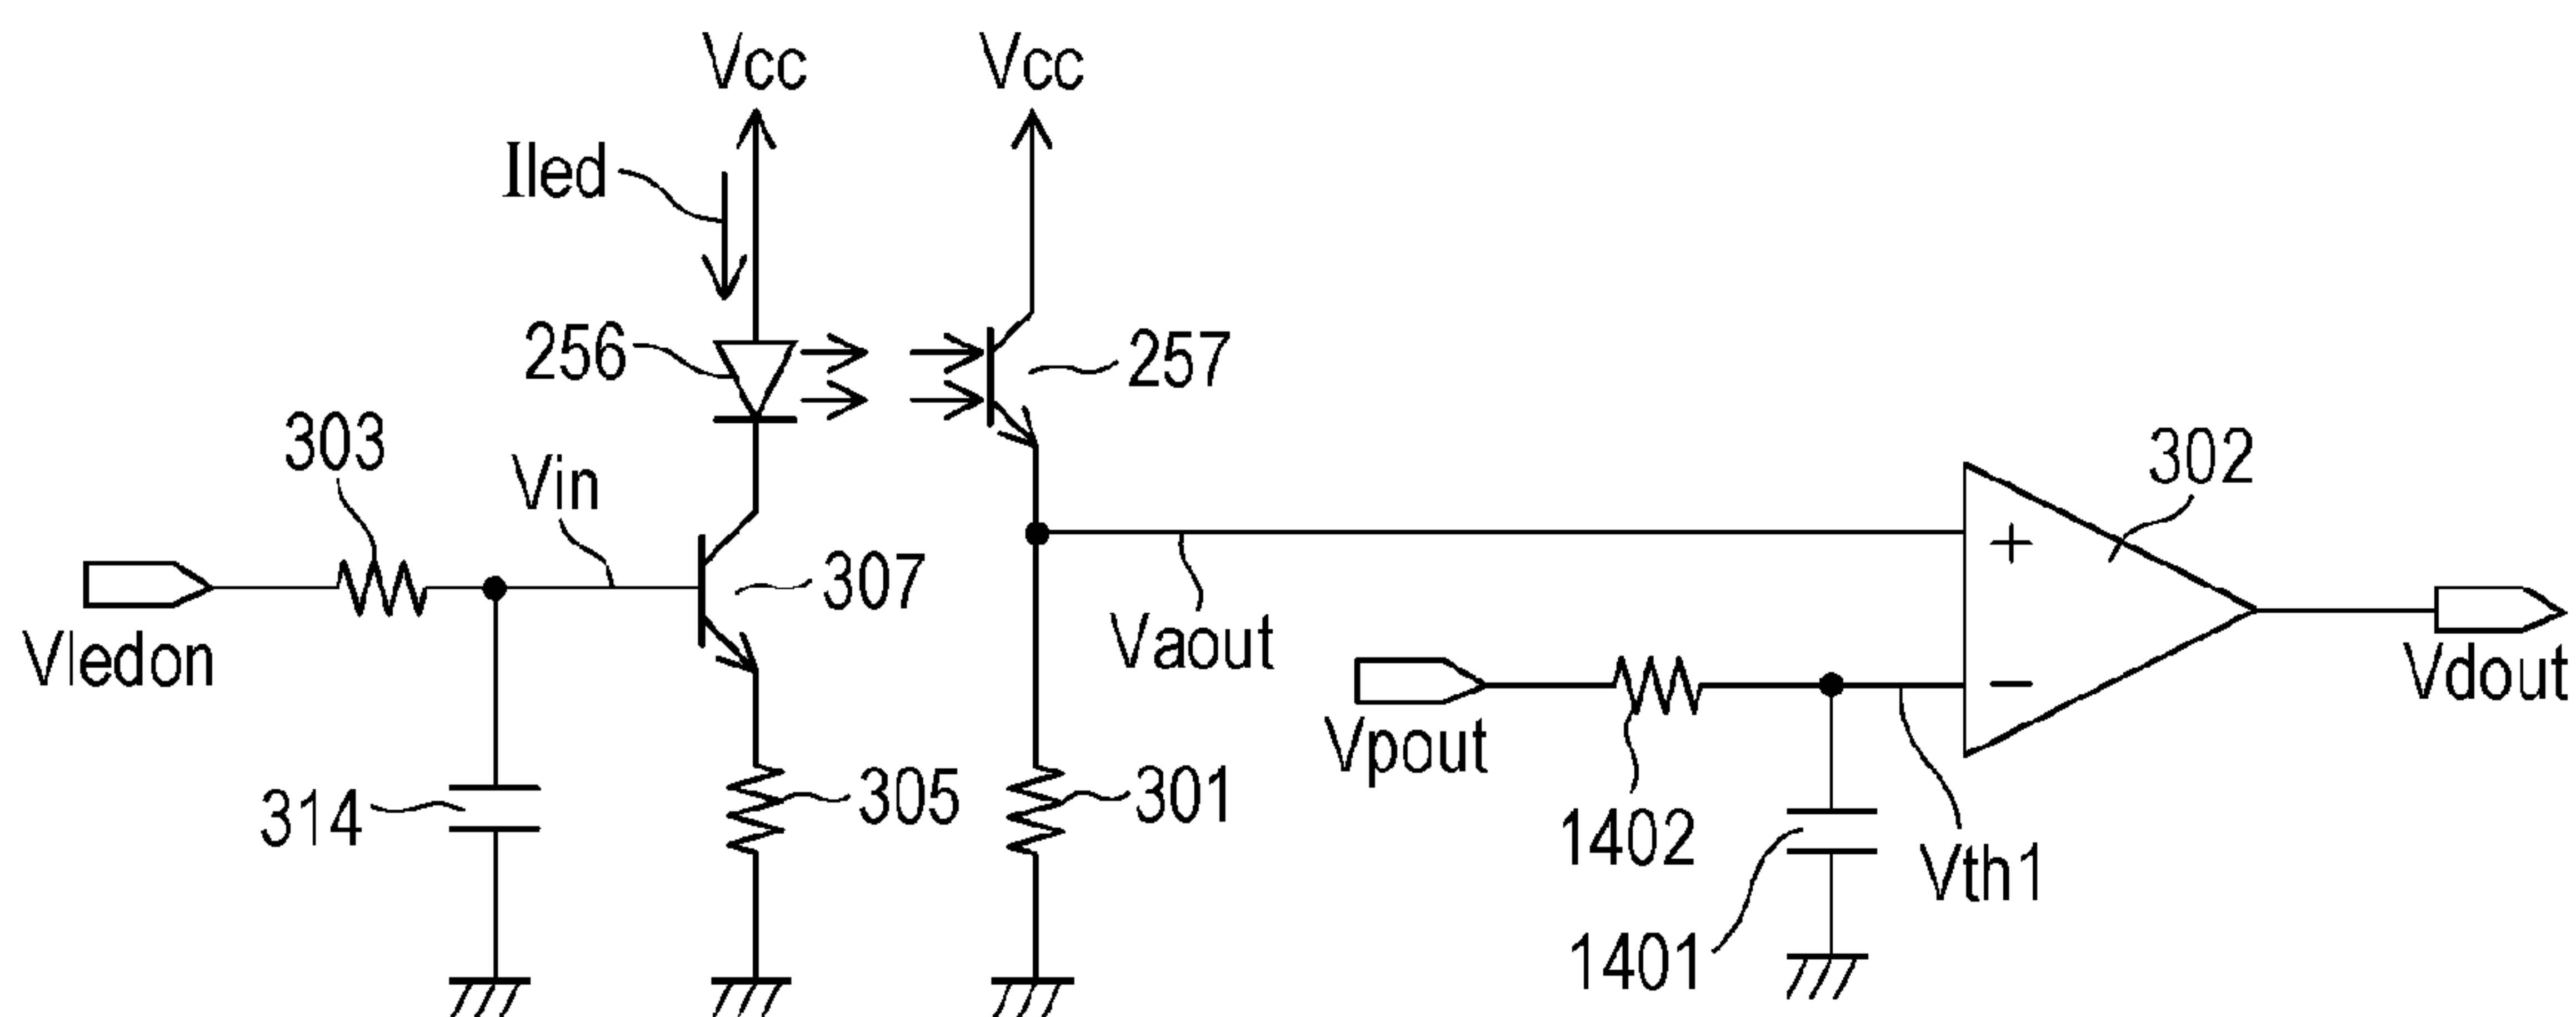 Vcc
Vcc
Iled
256
257
303
Vin
302
307
Vledon
Vaout
Vdout
Vpout
314
305
301
1402
Vth1
1401
+
−